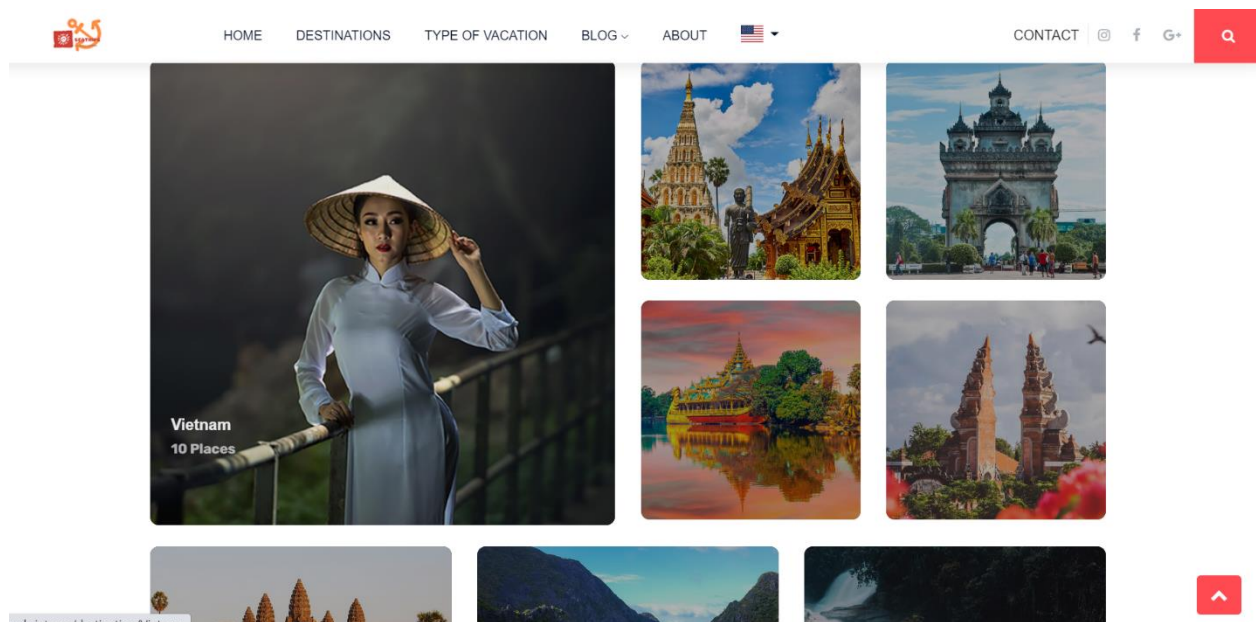 HOME DESTINATIONS TYPE OF VACATION BLOG ABOUT CONTACT
Vietnam
10 Places